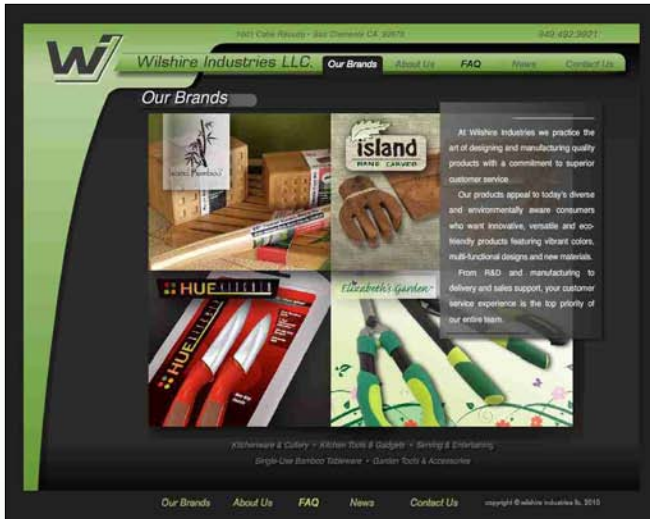 San Clemente CA.
949.492.9921
Wi
Wilshire Industries LLC. Our Brands About Us FAQ News Contact Us
Our Brands
Island Bamboo
island
HAND CARVED
At Wilshire Industries we practice the
art of designing and manufacturing quality
products with a commitment to superior
customer service.
Our products appeal to today's diverse
and environmentally aware consumers
who want innovative, versatile and eco-
friendly products featuring vibrant colors,
multi-functional designs and new materials.
From R&D and manufacturing to
delivery and sales support, your customer
service experience is the top priority of
our entire team.
HUE KITCHEN
Elizabeth's Garden
HUE
KITCHEN
Kitchenware & Cutlery • Kitchen Tools & Gadgets • Serving & Entertaining
Single-Use Bamboo Tableware • Garden Tools & Accessories
Our Brands About Us FAQ News Contact Us copyright © wilshire industries llc. 2010